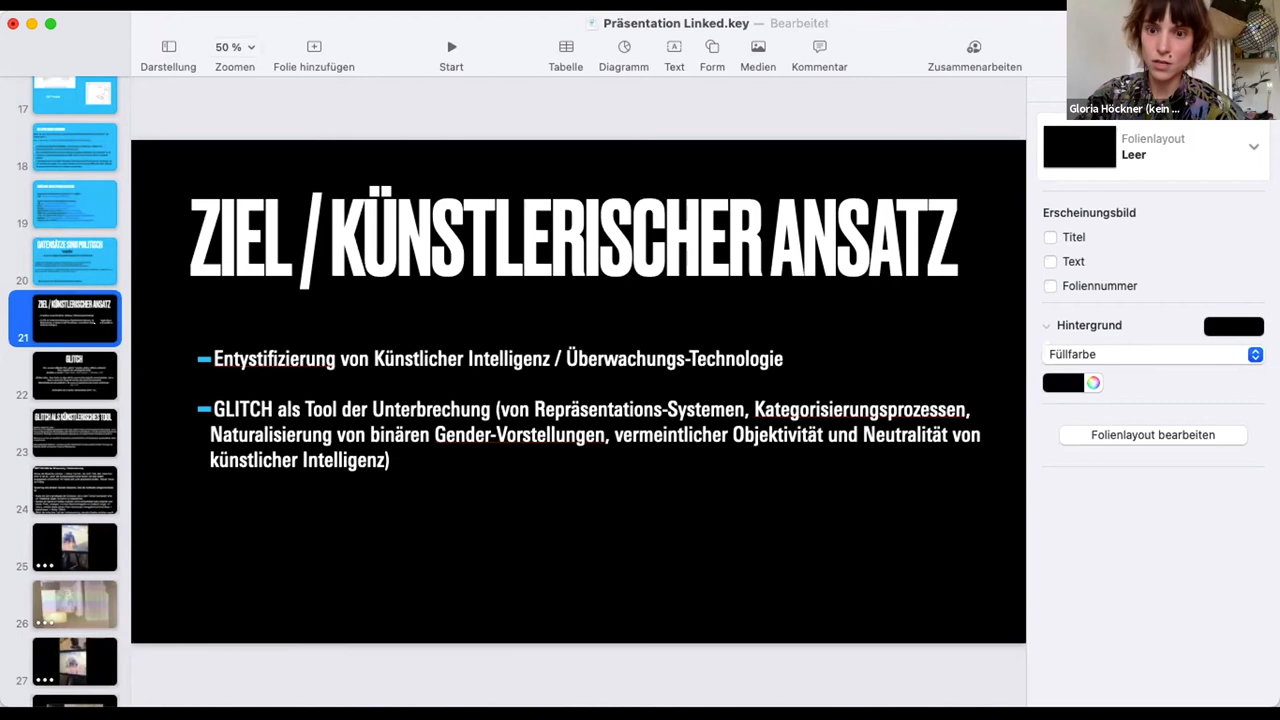 Präsentation Linked.key — Bearbeitet
50 %
Darstellung
Zoomen
Folie hinzufügen
Start
Tabelle
Diagramm
Text
Form
Medien
Kommentar
Zusammenarbeiten
Gloria Höckner (kein ...
17
18
19
20
DATENSÄTZE SIND POLITISCH
21
ZIEL / KÜNSTLERISCHER ANSATZ
22
GLITCH
23
GLITCH ALS KÜNSTLERISCHES TOOL
24
25
26
27
ZIEL / KÜNSTLERISCHER ANSATZ
Entystifizierung von Künstlicher Intelligenz / Überwachungs-Technologie
GLITCH als Tool der Unterbrechung (von Repräsentations-Systemen, Kategorisierungsprozessen,
Naturalisierung von binären Gender-Vorstellungen, vermeintlicher Objectivität und Neutralität von
künstlicher Intelligenz)
Folienlayout
Leer
Erscheinungsbild
Titel
Text
Foliennummer
Hintergrund
Füllfarbe
Folienlayout bearbeiten